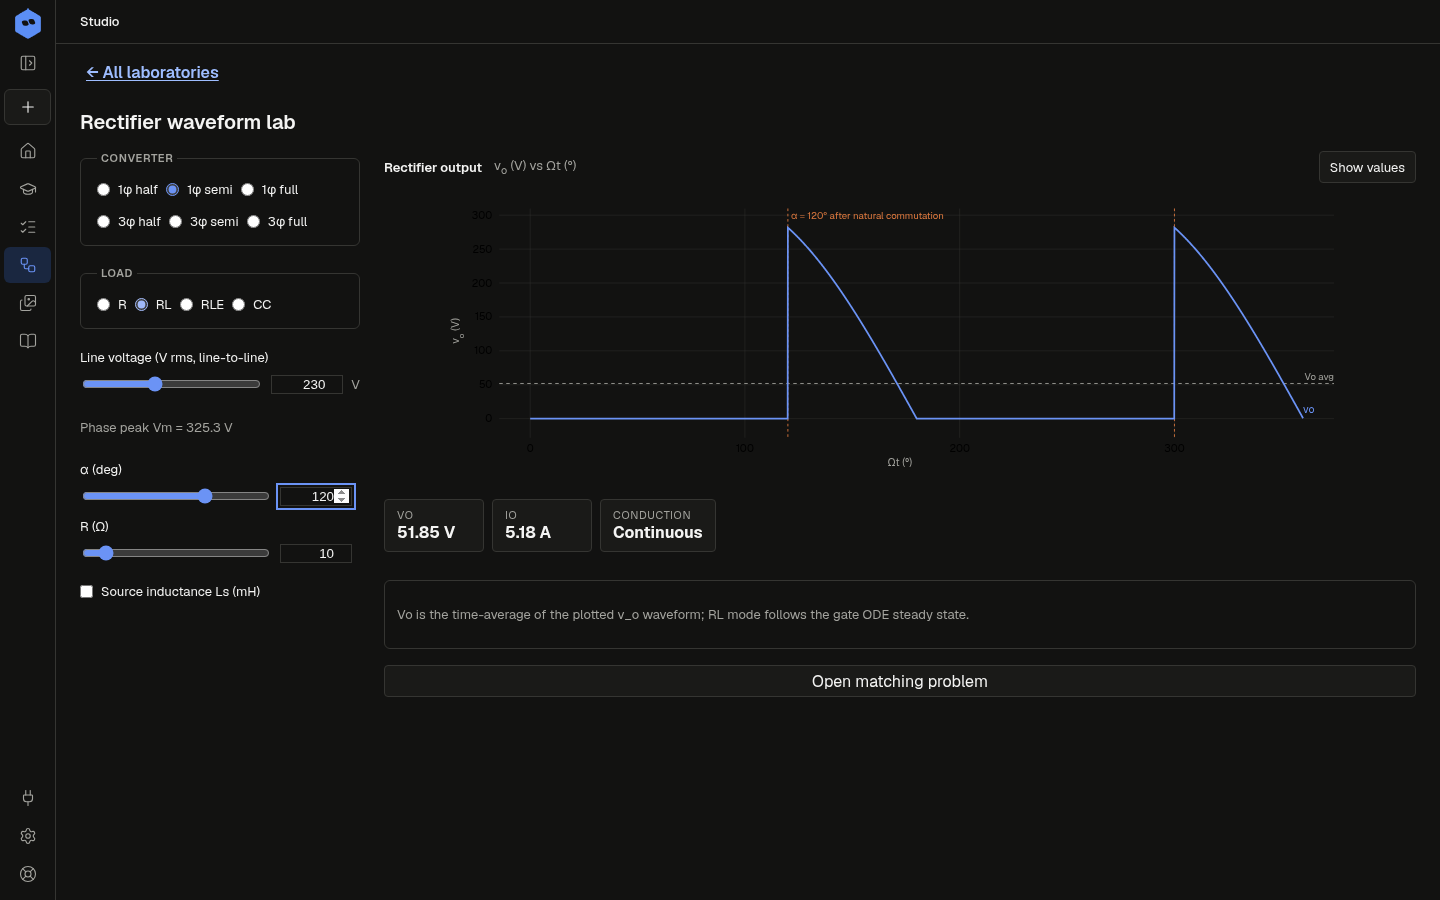 Studio
← All laboratories
Rectifier waveform lab
CONVERTER
1φ half 1φ semi 1φ full
3φ half 3φ semi 3φ full
LOAD
R RL RLE CC
Line voltage (V rms, line-to-line)
230 V
Phase peak Vm = 325.3 V
α (deg)
120
R (Ω)
10
Source inductance Ls (mH)
Rectifier output vo (V) vs Ωt (°)
Show values
α = 120° after natural commutation
300
250
200
150
100
50
0
vo (V)
Vo avg
vo
0 100 200 300
Ωt (°)
VO
51.85 V
IO
5.18 A
CONDUCTION
Continuous
Vo is the time-average of the plotted v_o waveform; RL mode follows the gate ODE steady state.
Open matching problem